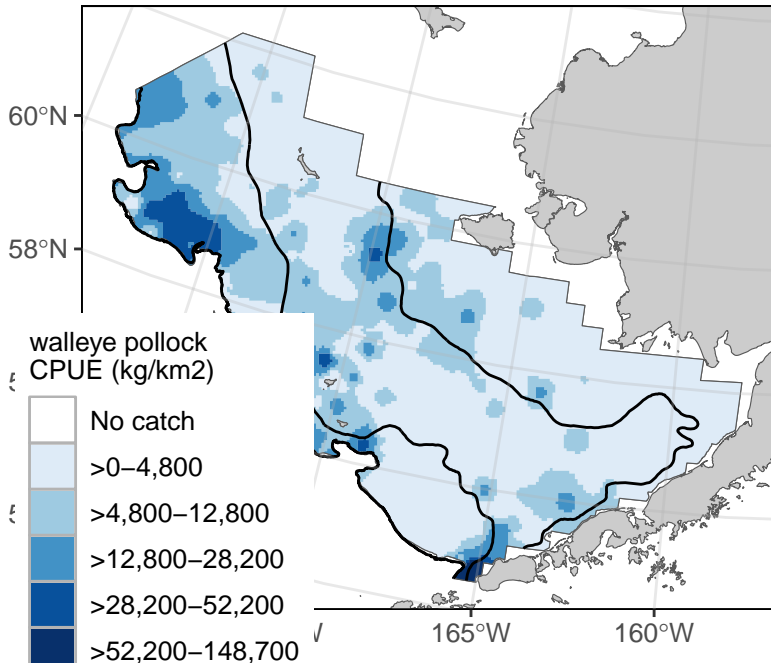 60°N
58°N
walleye pollock
CPUE (kg/km2)
No catch
>0−4,800
>4,800−12,800
>12,800−28,200
>28,200−52,200
>52,200−148,700
165°W
160°W